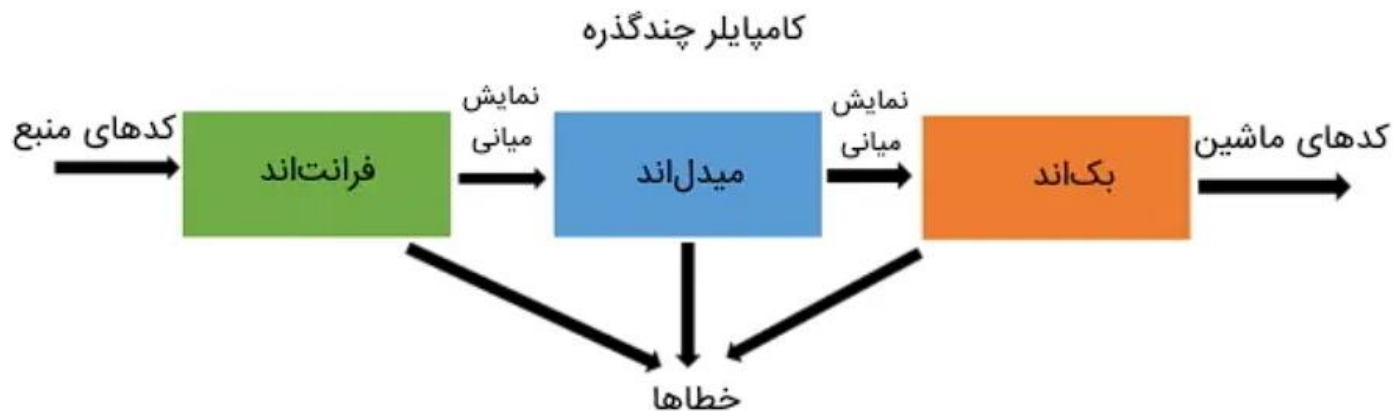 کامپایلر چندگذره
کدهای منبع
فرانت‌اند
نمایش
میانی
میدل‌اند
نمایش
میانی
بک‌اند
کدهای ماشین
خطاها